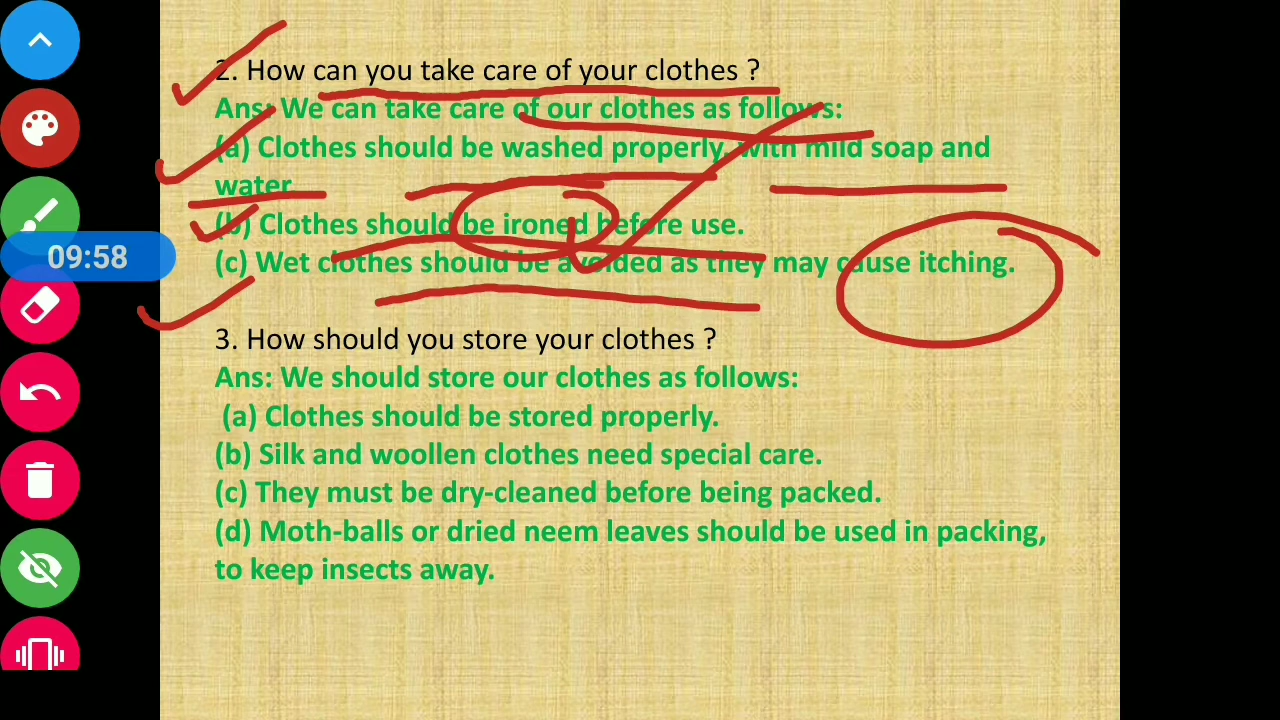 2. How can you take care of your clothes ?
Ans: We can take care of our clothes as follows:
(a) Clothes should be washed properly, with mild soap and
water.
(b) Clothes should be ironed before use.
(c) Wet clothes should be avoided as they may cause itching.
09:58
3. How should you store your clothes ?
Ans: We should store our clothes as follows:
(a) Clothes should be stored properly.
(b) Silk and woollen clothes need special care.
(c) They must be dry-cleaned before being packed.
(d) Moth-balls or dried neem leaves should be used in packing,
to keep insects away.